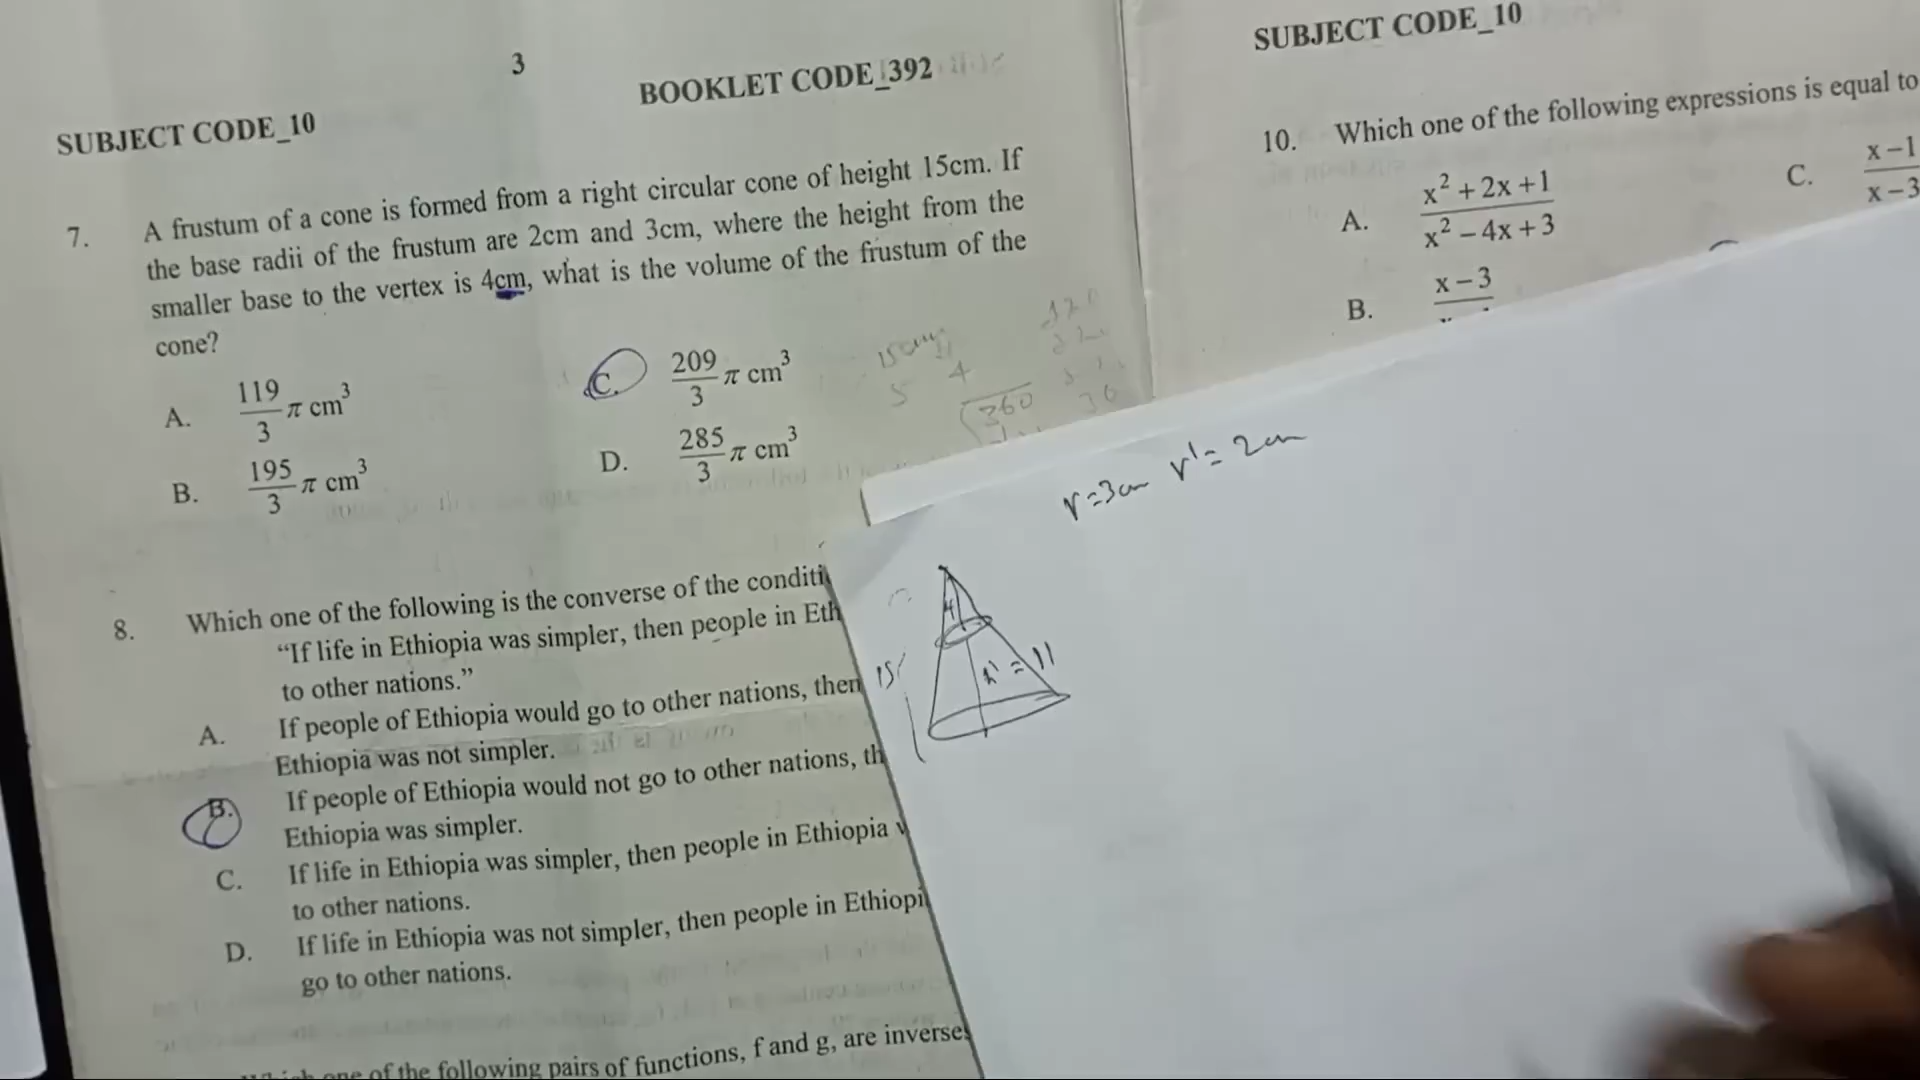 3
SUBJECT CODE_10
BOOKLET CODE_392
7. A frustum of a cone is formed from a right circular cone of height 15cm. If
the base radii of the frustum are 2cm and 3cm, where the height from the
smaller base to the vertex is 4cm, what is the volume of the frustum of the
cone?
A. 119/3 π cm³
C. 209/3 π cm³
B. 195/3 π cm³
D. 285/3 π cm³
15cm
4
5
360
8. Which one of the following is the converse of the conditi
“If life in Ethiopia was simpler, then people in Eth
to other nations.”
A. If people of Ethiopia would go to other nations, then
Ethiopia was not simpler.
B. If people of Ethiopia would not go to other nations, th
Ethiopia was simpler.
C. If life in Ethiopia was simpler, then people in Ethiopia
to other nations.
D. If life in Ethiopia was not simpler, then people in Ethiopi
go to other nations.
one of the following pairs of functions, f and g, are inverses
SUBJECT CODE_10
10. Which one of the following expressions is equal to
A. x² + 2x + 1 / x² – 4x + 3
C. x – 1 / x – 3
B. x – 3
r=3cm r'=2cm
4
15
h'=11